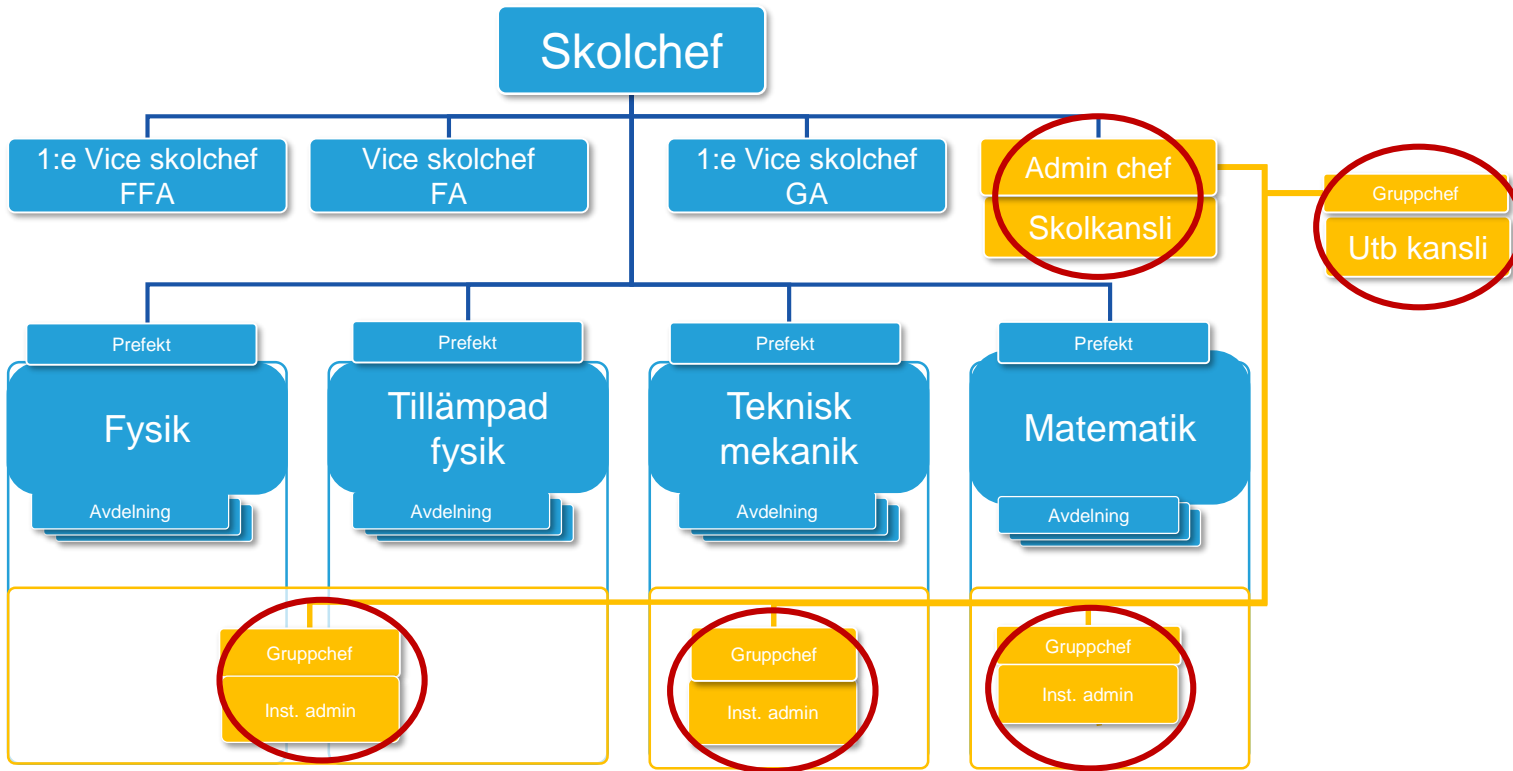 Skolchef
1:e Vice skolchef
FFA
Vice skolchef
FA
1:e Vice skolchef
GA
Admin chef
Skolkansli
Gruppchef
Utb kansli
Prefekt
Prefekt
Prefekt
Prefekt
Fysik
Tillämpad
fysik
Teknisk
mekanik
Matematik
Avdelning
Avdelning
Avdelning
Avdelning
Gruppchef
Inst. admin
Gruppchef
Inst. admin
Gruppchef
Inst. admin